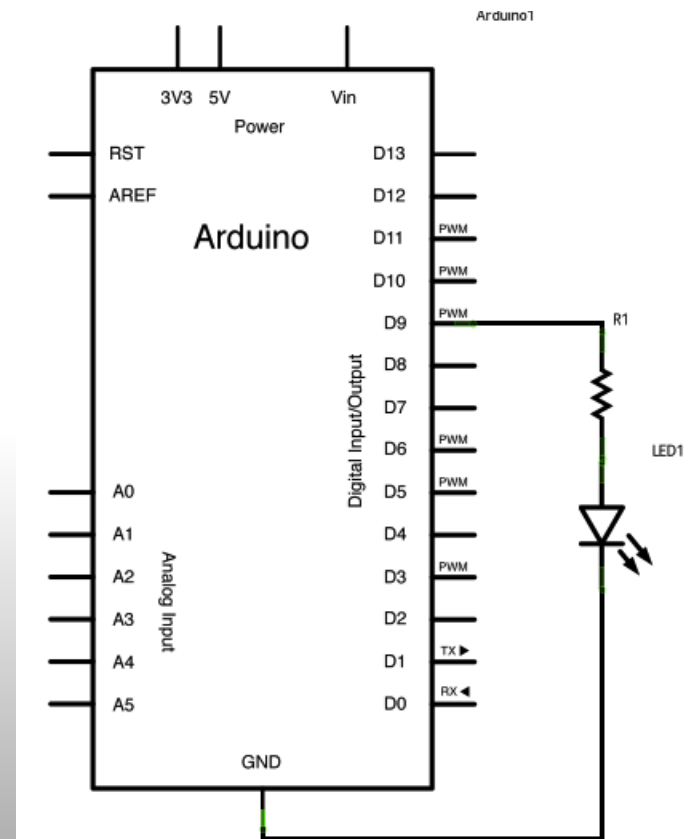 Arduino1
3V3 5V Vin
Power
RST D13
AREF D12
Arduino
D11 PWM
D10 PWM
D9 PWM
R1
D8
D7
Digital Input/Output
D6 PWM
LED1
A0 D5 PWM
A1 D4
A2 D3 PWM
Analog Input
A3 D2
A4 D1 TX
A5 D0 RX
GND